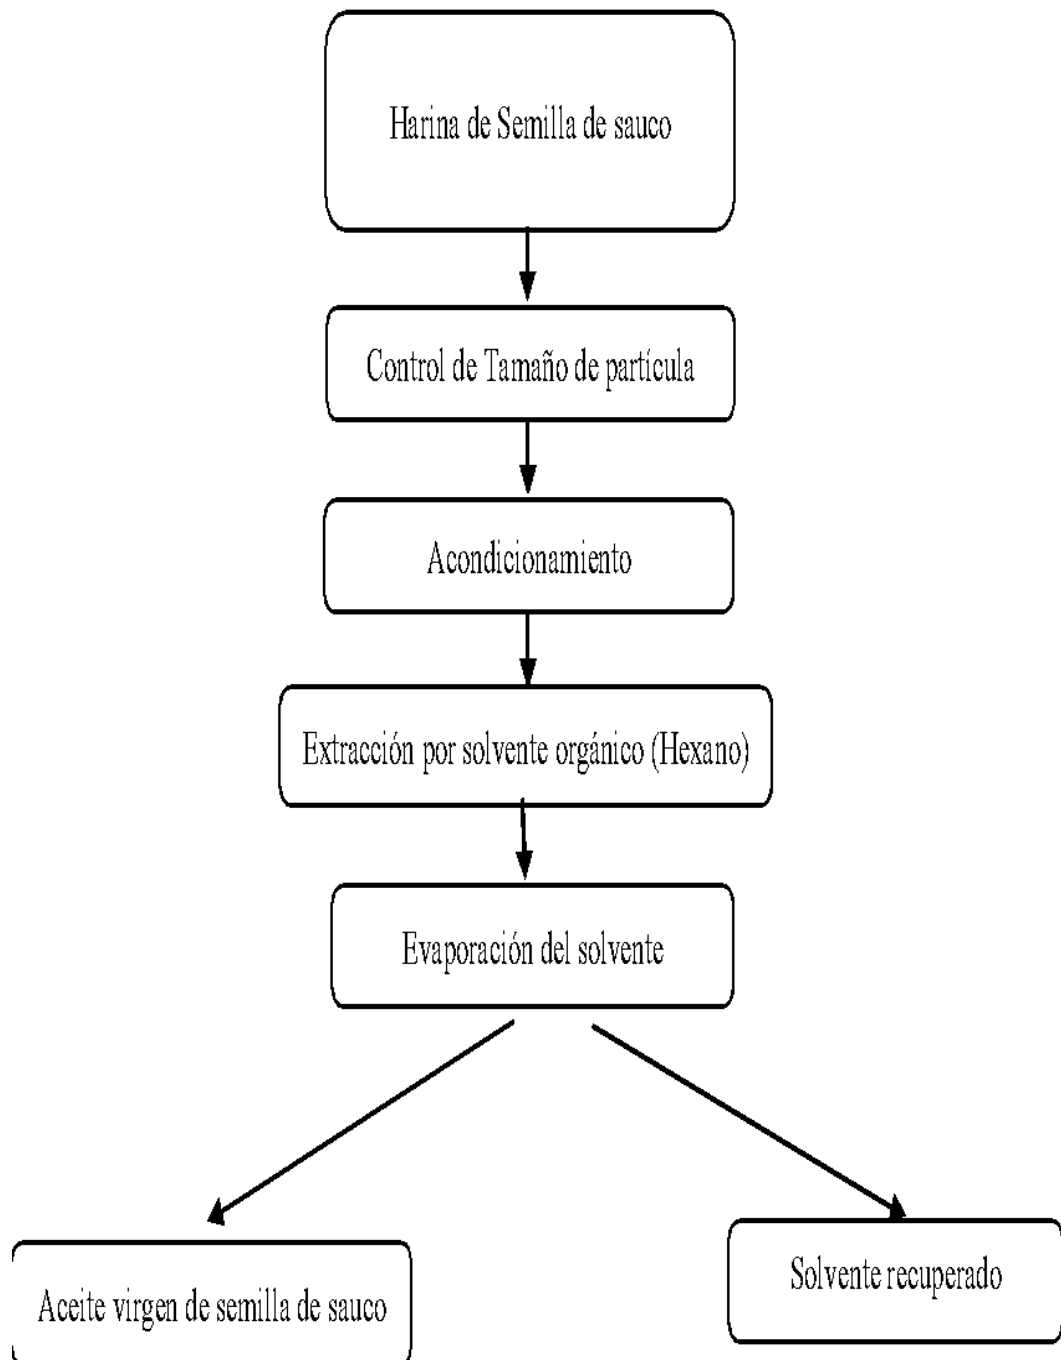 Harina de Semilla de sauco
Control de Tamaño de partícula
Acondicionamiento
Extracción por solvente orgánico (Hexano)
Evaporación del solvente
Solvente recuperado
Aceite virgen de semilla de sauco